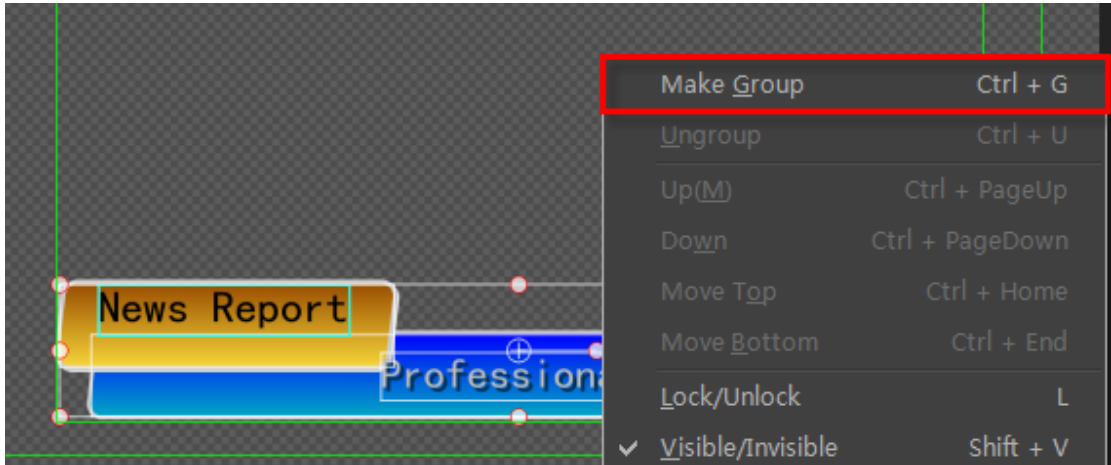 Make Group Ctrl + G
Ungroup Ctrl + U
Up(M) Ctrl + PageUp
Down Ctrl + PageDown
Move Top Ctrl + Home
Move Bottom Ctrl + End
Lock/Unlock L
Visible/Invisible Shift + V
News Report